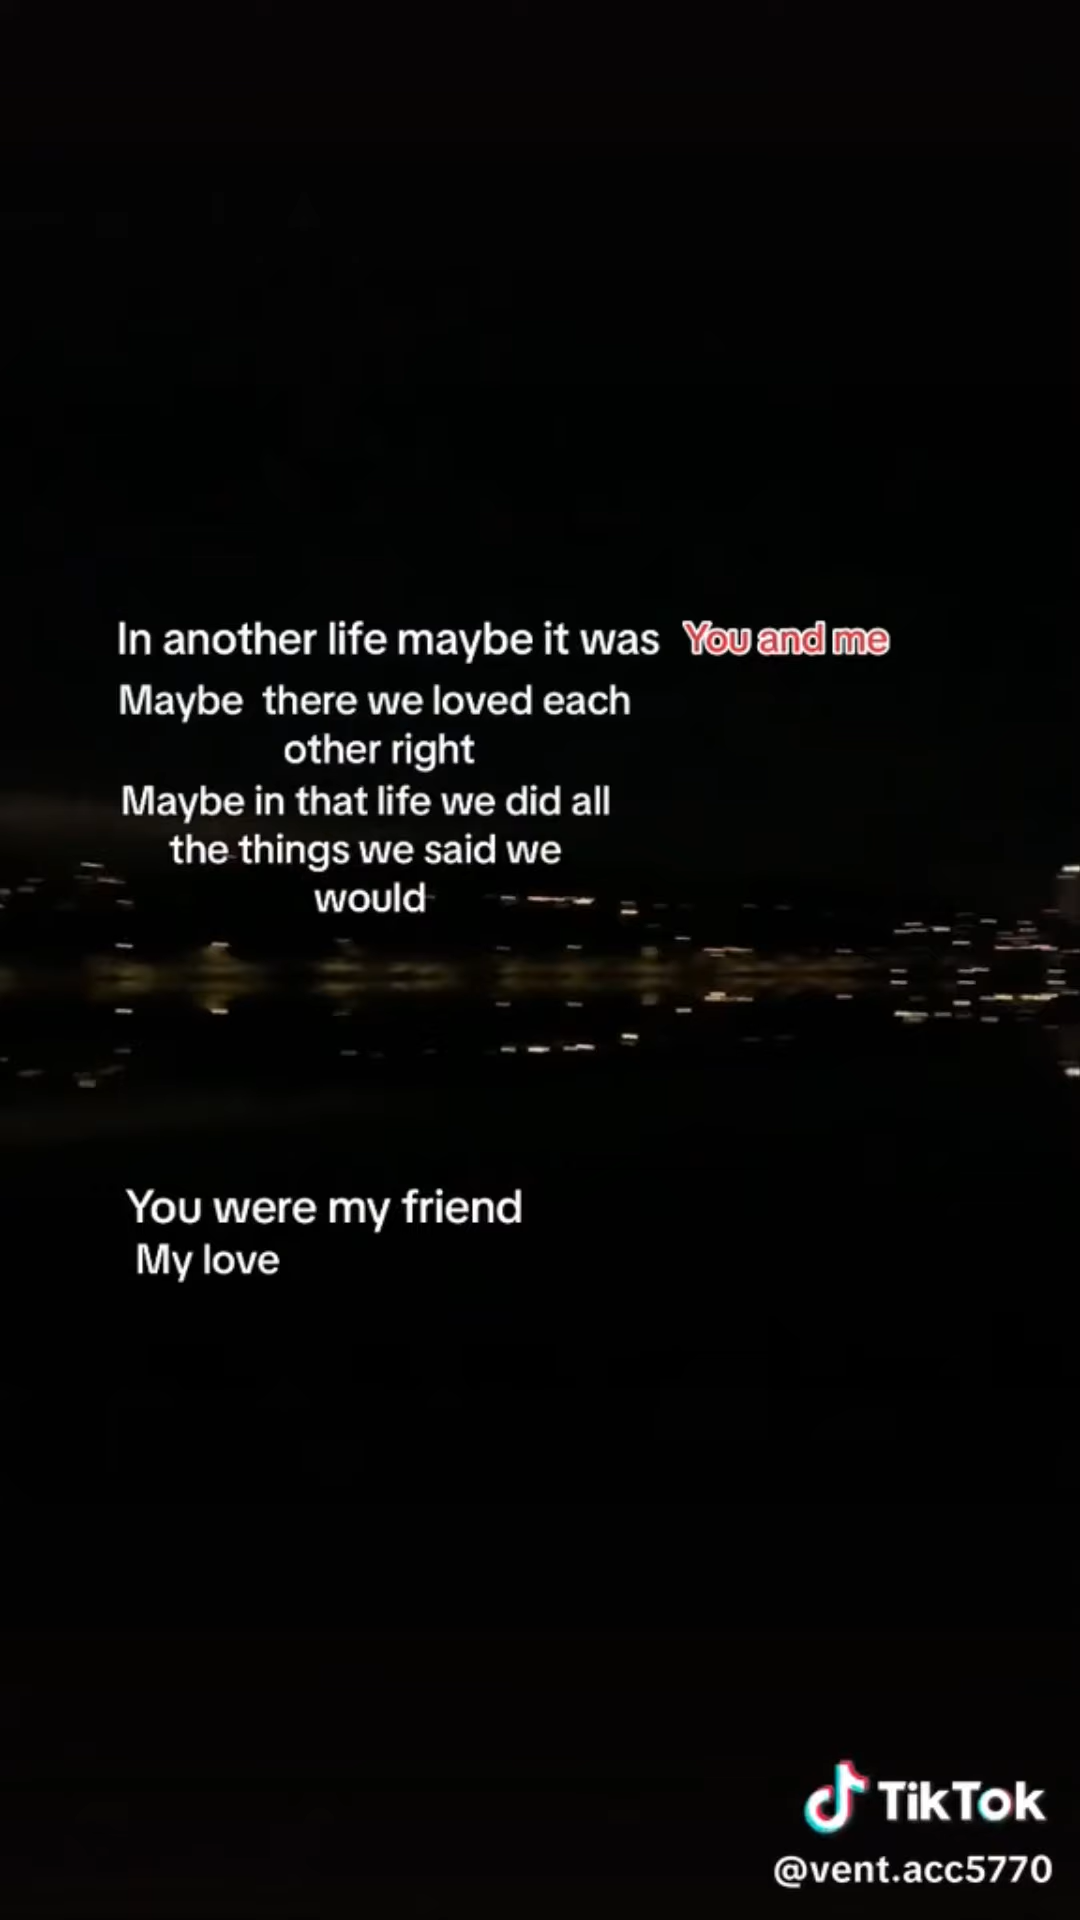 In another life maybe it was You and me
Maybe there we loved each
other right
Maybe in that life we did all
the things we said we
would
You were my friend
My love
TikTok
@vent.acc5770